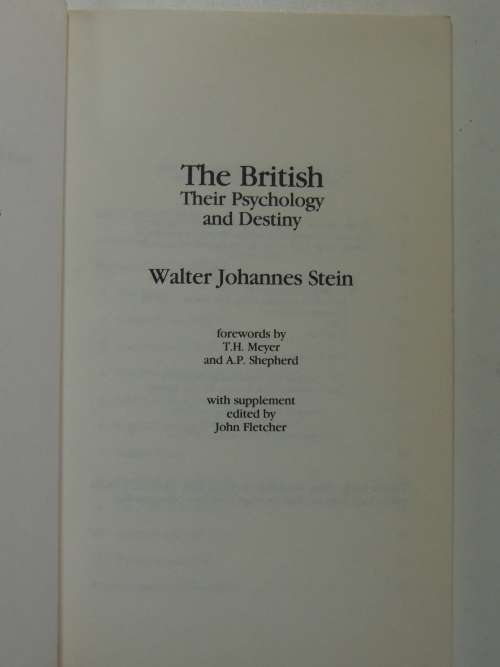 The British
Their Psychology
and Destiny
Walter Johannes Stein
forewords by
T.H. Meyer
and A.P. Shepherd
with supplement
edited by
John Fletcher